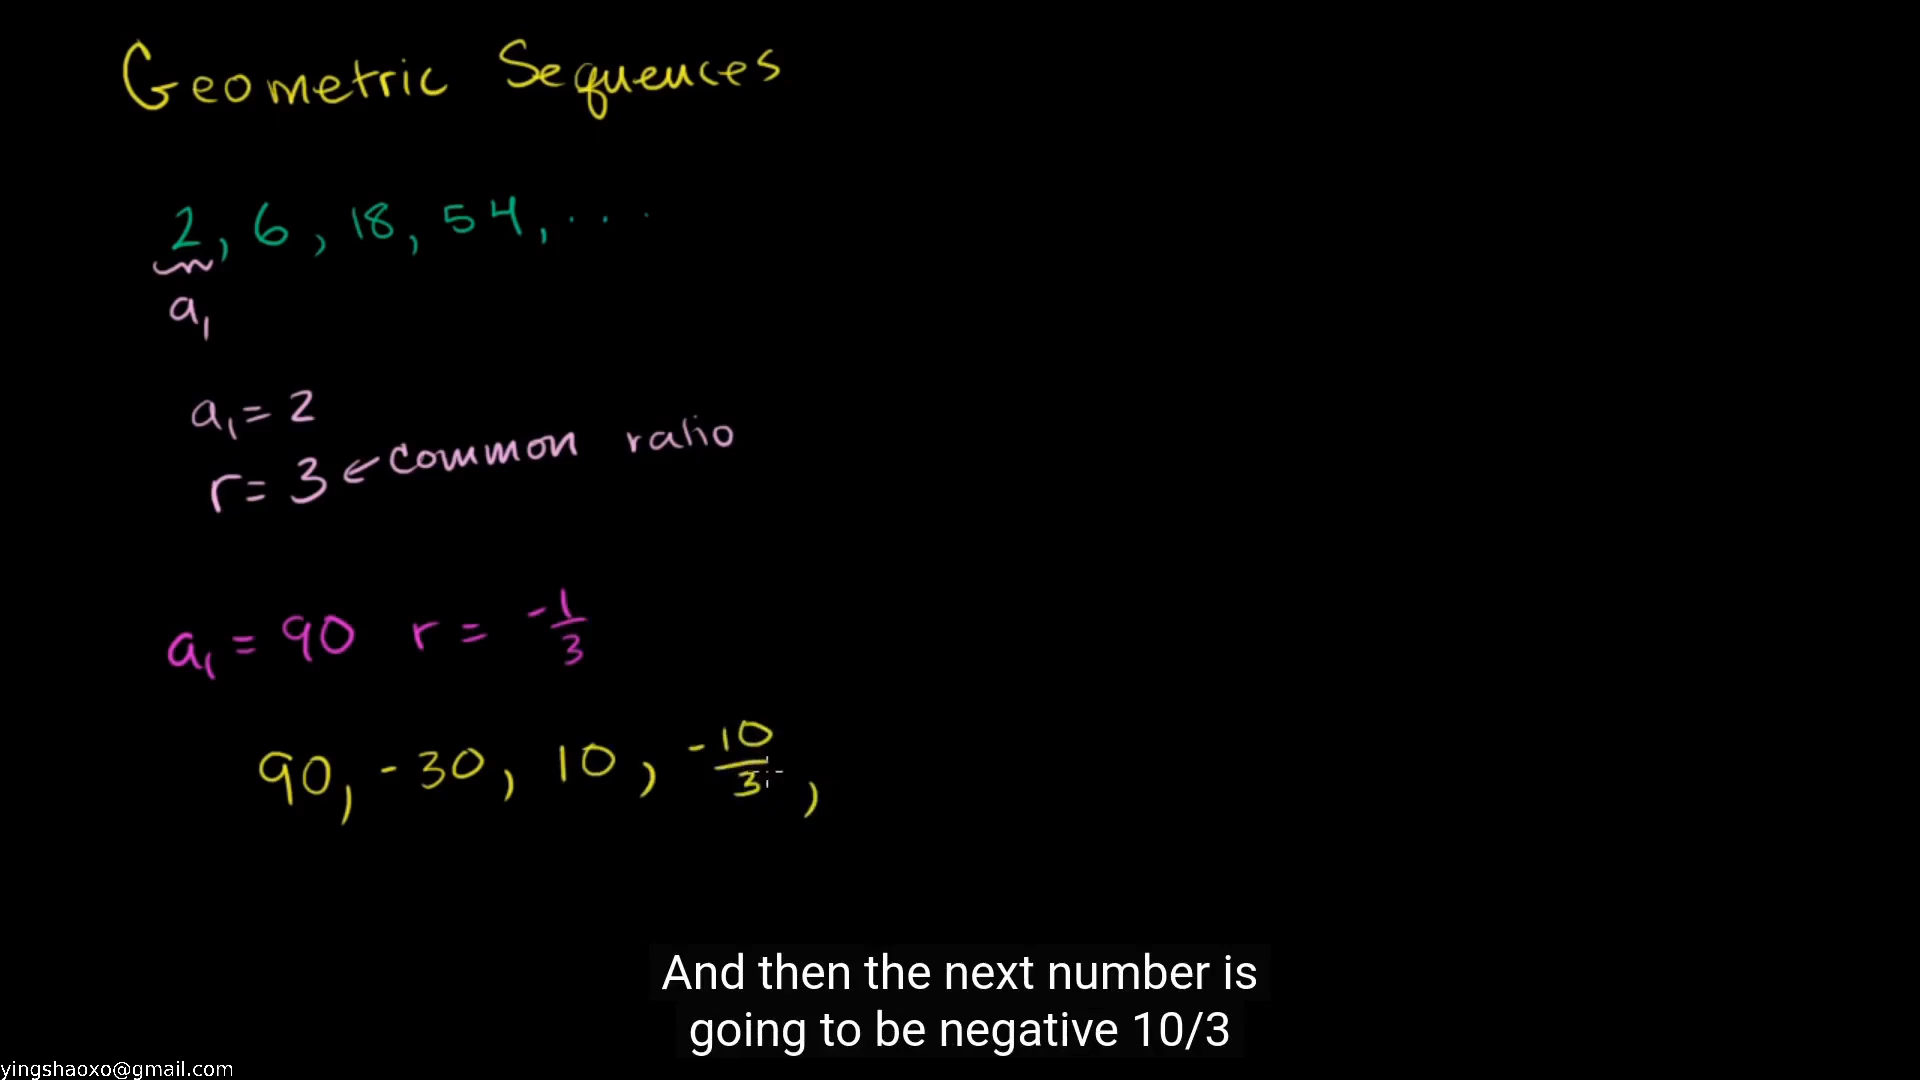 Geometric Sequences
2, 6, 18, 54, ...
a₁
a₁ = 2
r = 3 ← common ratio
a₁ = 90 r = -1/3
90, -30, 10, -10/3,
And then the next number is
going to be negative 10/3
yingshaoxo@gmail.com